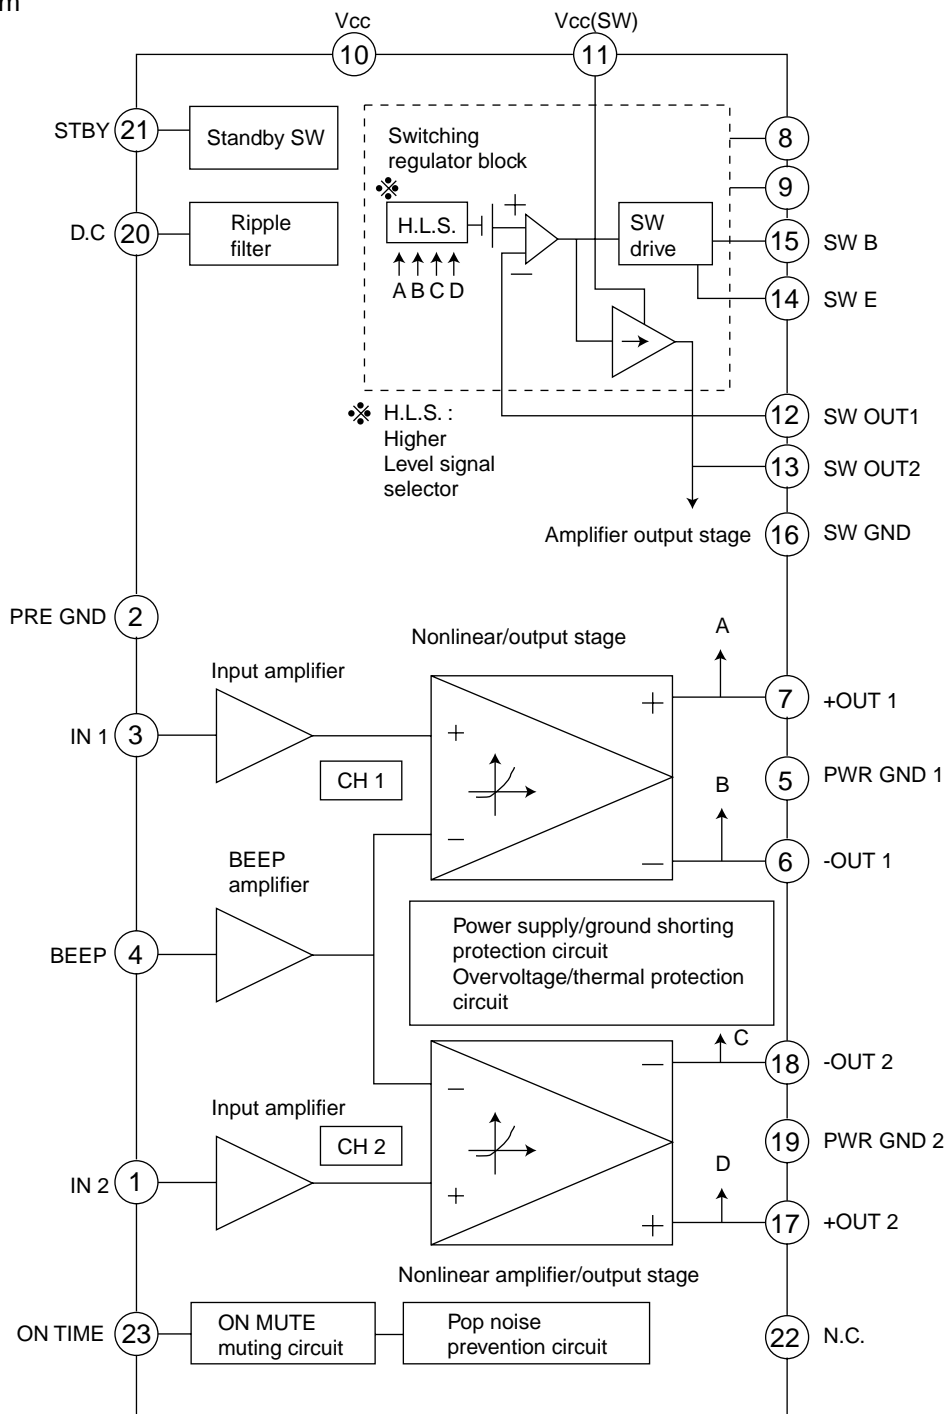 m
Vcc
Vcc(SW)
10
11
STBY 21
Standby SW
D.C 20
Ripple
filter
Switching
regulator block
※
H.L.S.
A B C D
+
−
SW
drive
8
9
15 SW B
14 SW E
※ H.L.S. :
Higher
Level signal
selector
12 SW OUT1
13 SW OUT2
Amplifier output stage
16 SW GND
PRE GND 2
Nonlinear/output stage
Input amplifier
IN 1 3
CH 1
+
−
+
−
A
7 +OUT 1
5 PWR GND 1
B
6 -OUT 1
BEEP
amplifier
BEEP 4
Power supply/ground shorting
protection circuit
Overvoltage/thermal protection
circuit
C
18 -OUT 2
Input amplifier
CH 2
IN 2 1
−
+
−
+
19 PWR GND 2
D
17 +OUT 2
Nonlinear amplifier/output stage
ON TIME 23
ON MUTE
muting circuit
Pop noise
prevention circuit
22 N.C.